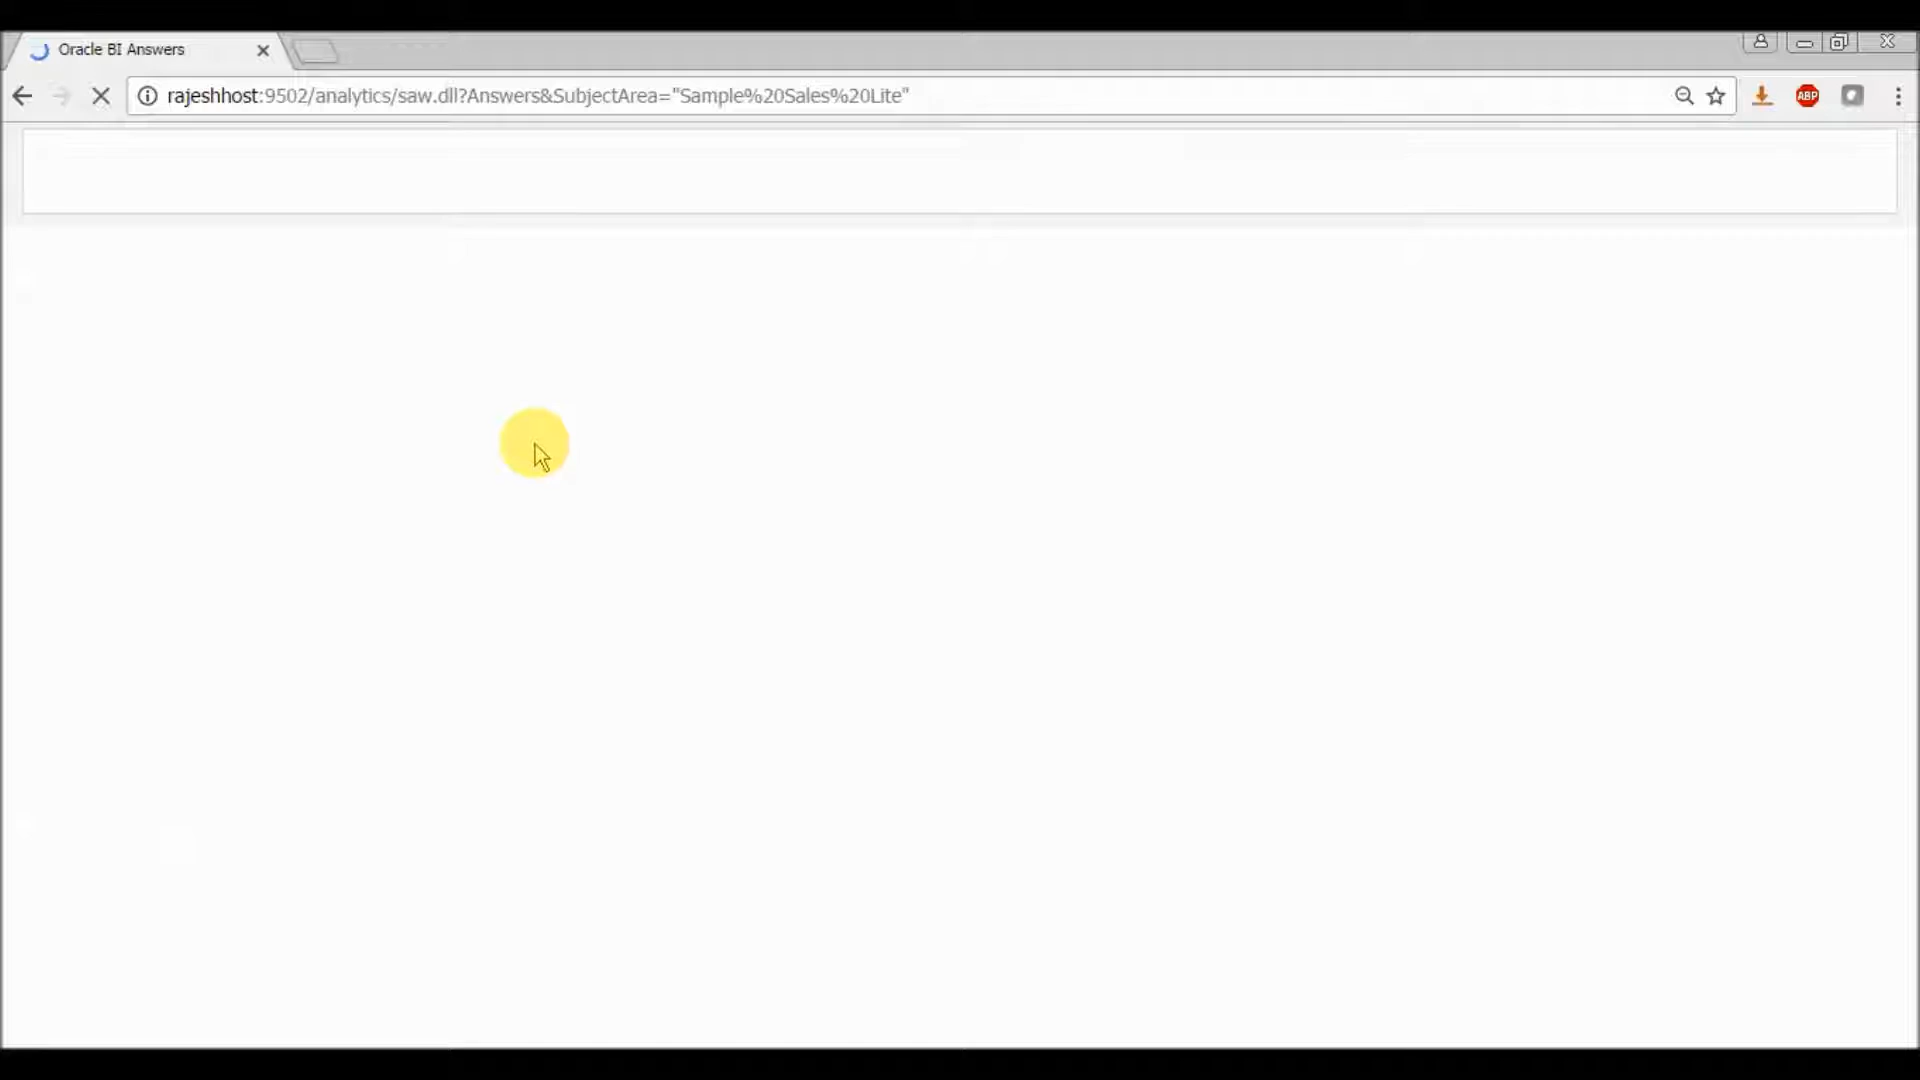 Oracle BI Answers
rajeshhost:9502/analytics/saw.dll?Answers&SubjectArea="Sample%20Sales%20Lite"
ABP